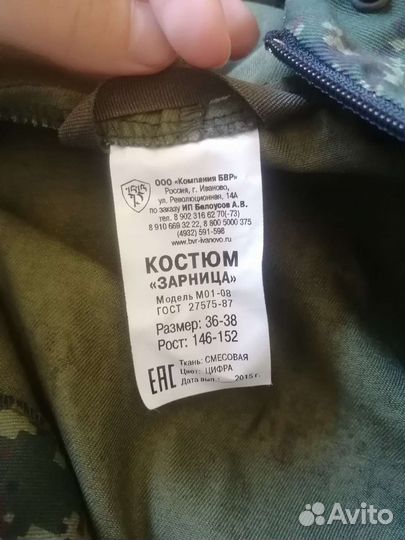 ООО «Компания БВР»
Россия, г. Иваново,
ул. Революционная, 14А
по заказу ИП Белоусов А.В.
тел. 8 902 316 62 70(-73)
8 910 669 32 22, 8 800 5000 375
(4932) 591-598
www.bvr-ivanovo.ru
КОСТЮМ
«ЗАРНИЦА»
Модель М01-08
ГОСТ 27575-87
Размер: 36-38
Рост: 146-152
EAC
Ткань: СМЕСОВАЯ
Цвет: ЦИФРА
Дата вып.: 2015 г.
Avito